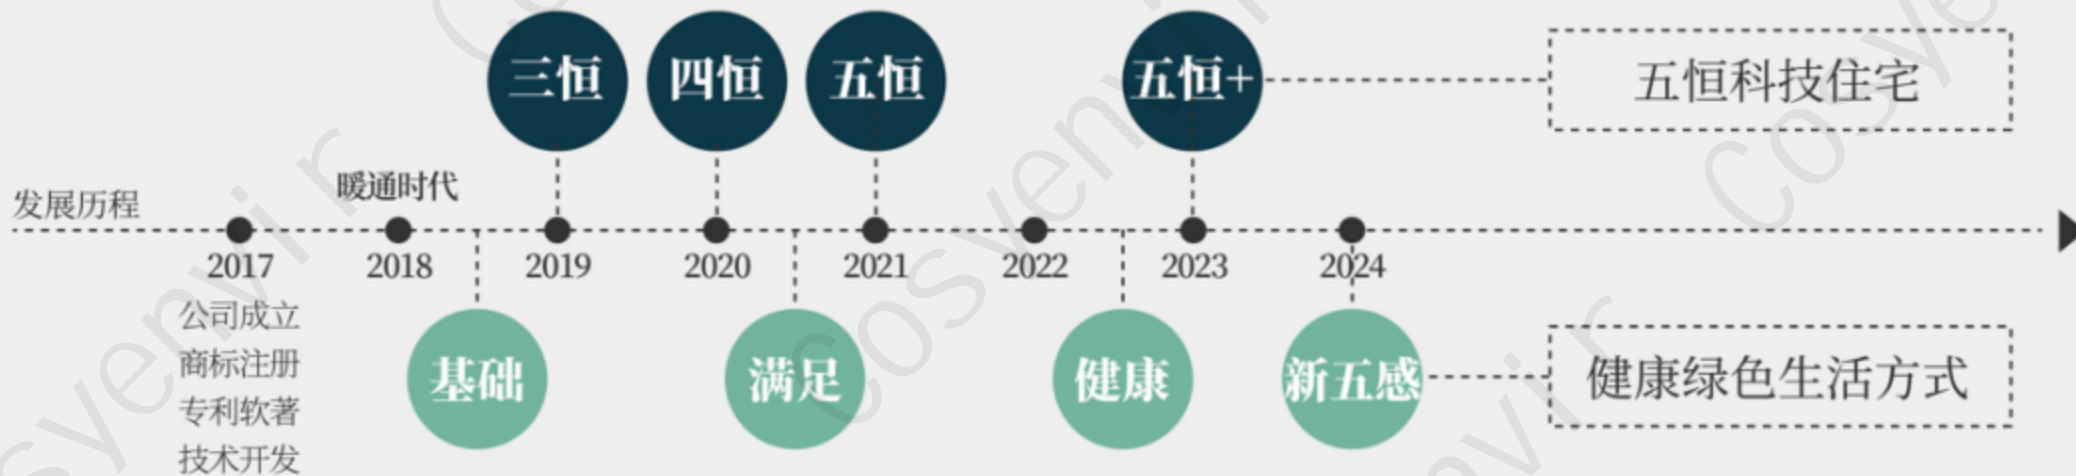 三恒 四恒 五恒 五恒+ 五恒科技住宅
暖通时代
发展历程
2017 2018 2019 2020 2021 2022 2023 2024
公司成立
商标注册
专利软著
技术开发
基础 满足 健康 新五感 健康绿色生活方式
cosyenvir
cosyenvir
cosyenvir